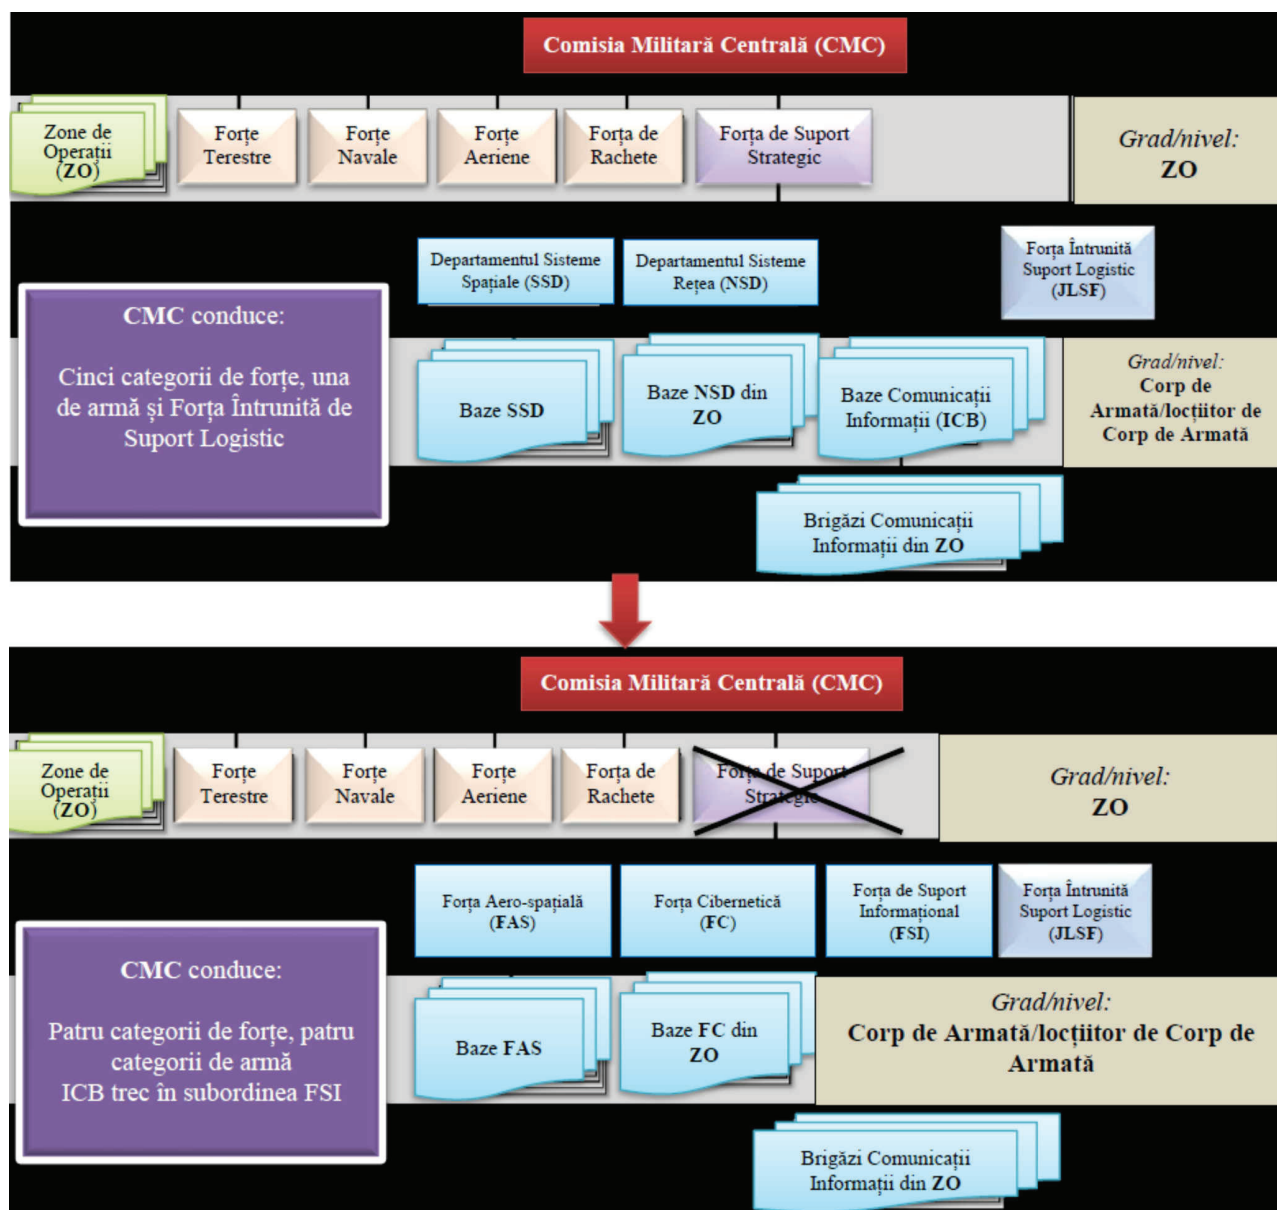 Comisia Militară Centrală (CMC)
Zone de
Operații
(ZO)
Forțe
Terestre
Forțe
Navale
Forțe
Aeriene
Forța de
Rachete
Forța de Suport
Strategic
Grad/nivel:
ZO
Departamentul Sisteme
Spațiale (SSD)
Departamentul Sisteme
Rețea (NSD)
Forța Întrunită
Suport Logistic
(JLSF)
CMC conduce:
Cinci categorii de forțe, una
de armă și Forța Întrunită de
Suport Logistic
Baze SSD
Baze NSD din
ZO
Baze Comunicații
Informații (ICB)
Grad/nivel:
Corp de
Armată/locțiitor de
Corp de Armată
Brigăzi Comunicații
Informații din ZO
Comisia Militară Centrală (CMC)
Zone de
Operații
(ZO)
Forțe
Terestre
Forțe
Navale
Forțe
Aeriene
Forța de
Rachete
Forța de Suport
Strategic
Grad/nivel:
ZO
Forța Aero-spațială
(FAS)
Forța Cibernetică
(FC)
Forța de Suport
Informațional
(FSI)
Forța Întrunită
Suport Logistic
(JLSF)
CMC conduce:
Patru categorii de forțe, patru
categorii de armă
ICB trec în subordinea FSI
Baze FAS
Baze FC din
ZO
Grad/nivel:
Corp de Armată/locțiitor de Corp de
Armată
Brigăzi Comunicații
Informații din ZO